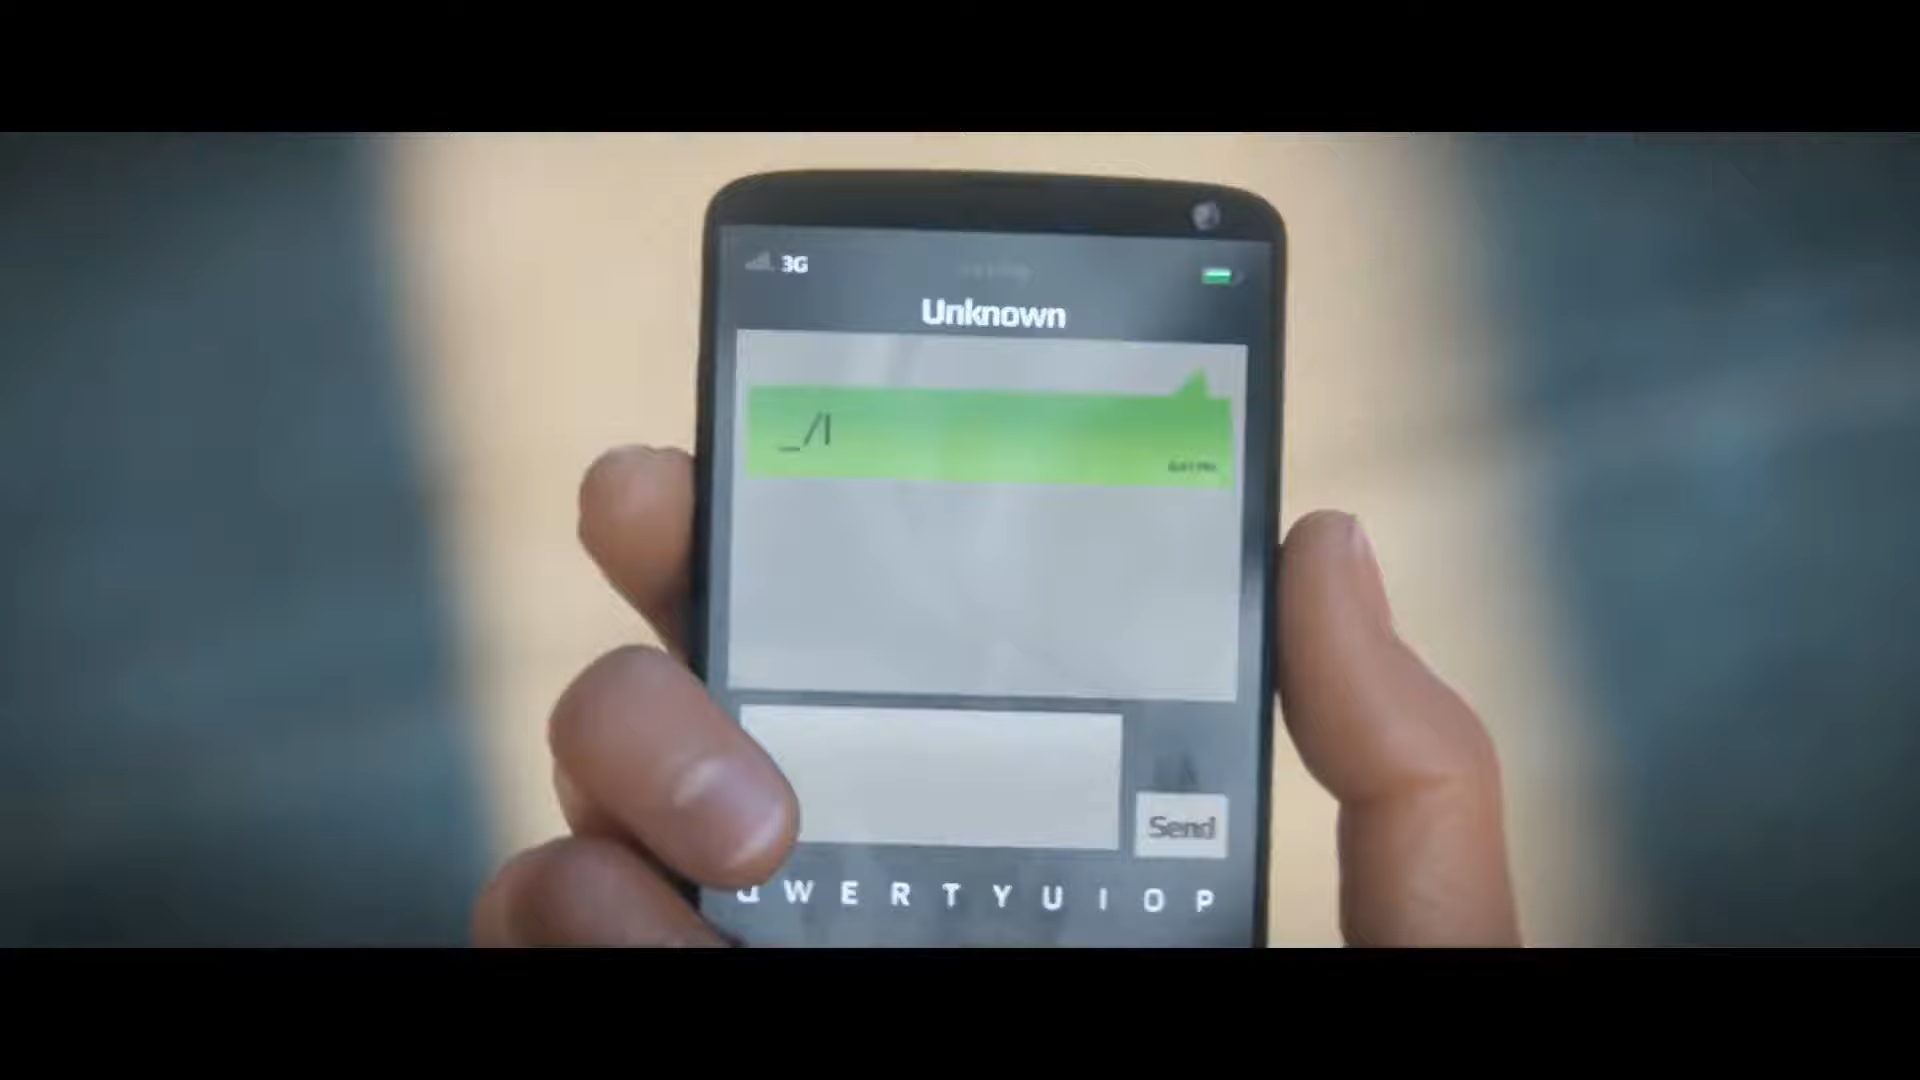 3G
Unknown
_/I
Send
Q W E R T Y U I O P